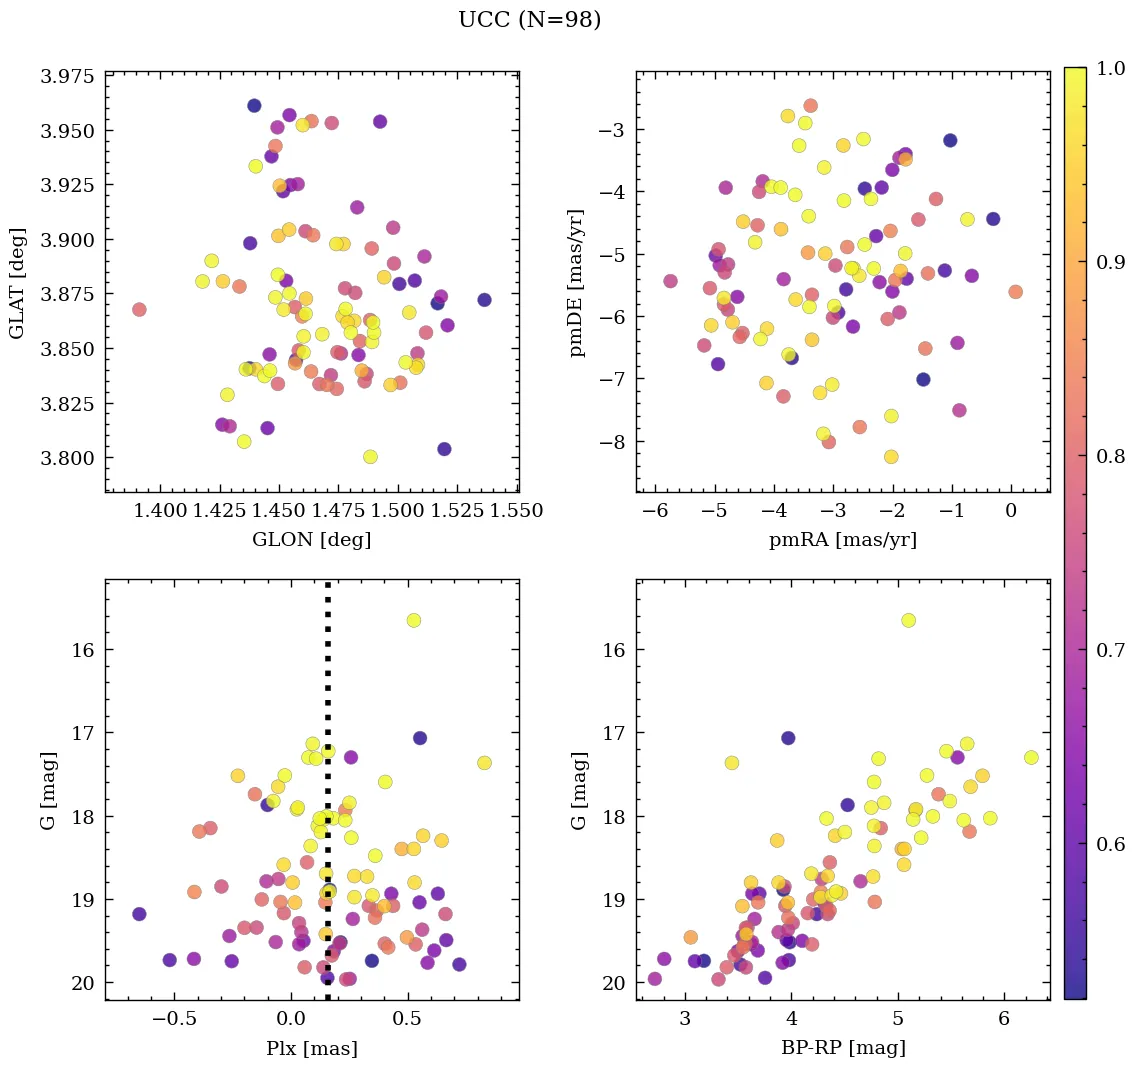 UCC (N=98)
3.975
3.950
3.925
3.900
3.875
3.850
3.825
3.800
GLAT [deg]
1.400 1.425 1.450 1.475 1.500 1.525 1.550
GLON [deg]
−3
−4
−5
−6
−7
−8
pmDE [mas/yr]
−6 −5 −4 −3 −2 −1 0
pmRA [mas/yr]
1.0
0.9
0.8
0.7
0.6
16
17
18
19
20
G [mag]
−0.5 0.0 0.5
Plx [mas]
16
17
18
19
20
G [mag]
3 4 5 6
BP-RP [mag]